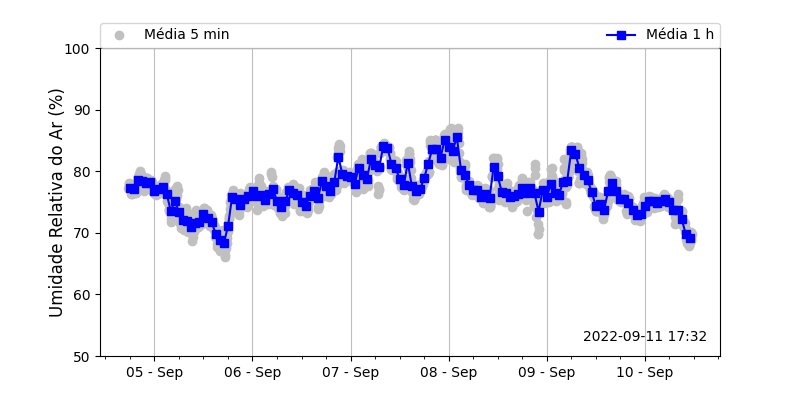 Média 5 min
Média 1 h
Umidade Relativa do Ar (%)
100
90
80
70
60
50
2022-09-11 17:32
05 - Sep
06 - Sep
07 - Sep
08 - Sep
09 - Sep
10 - Sep